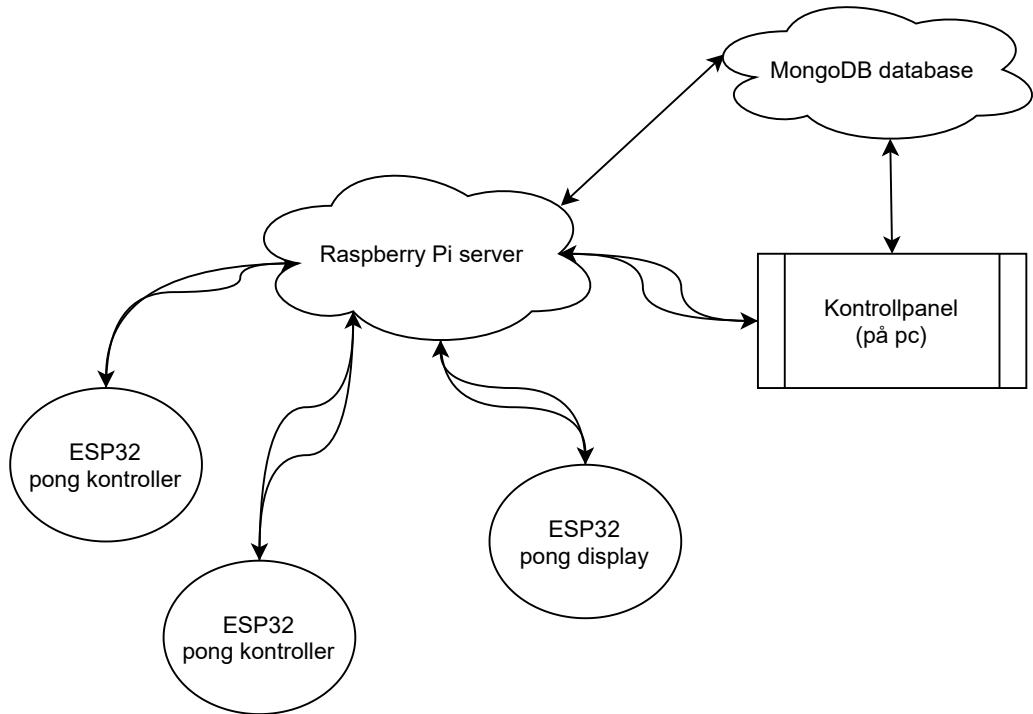 MongoDB database
Raspberry Pi server
Kontrollpanel
(på pc)
ESP32
pong kontroller
ESP32
pong display
ESP32
pong kontroller